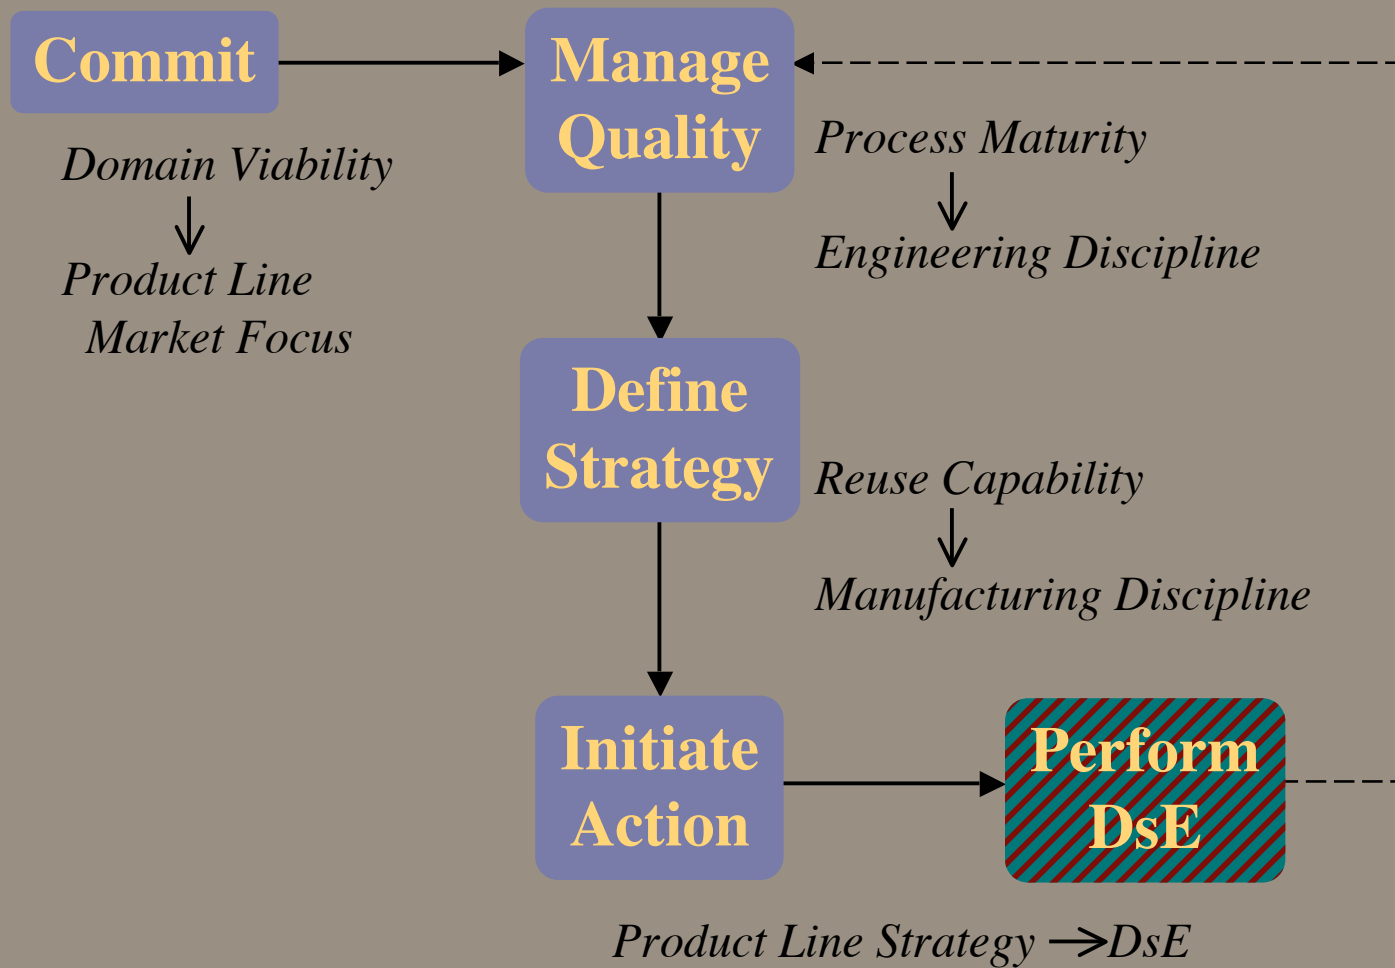 Commit
Manage
Quality
Domain Viability
Product Line
Market Focus
Process Maturity
Engineering Discipline
Define
Strategy
Reuse Capability
Manufacturing Discipline
Initiate
Action
Perform
DsE
Product Line Strategy → DsE